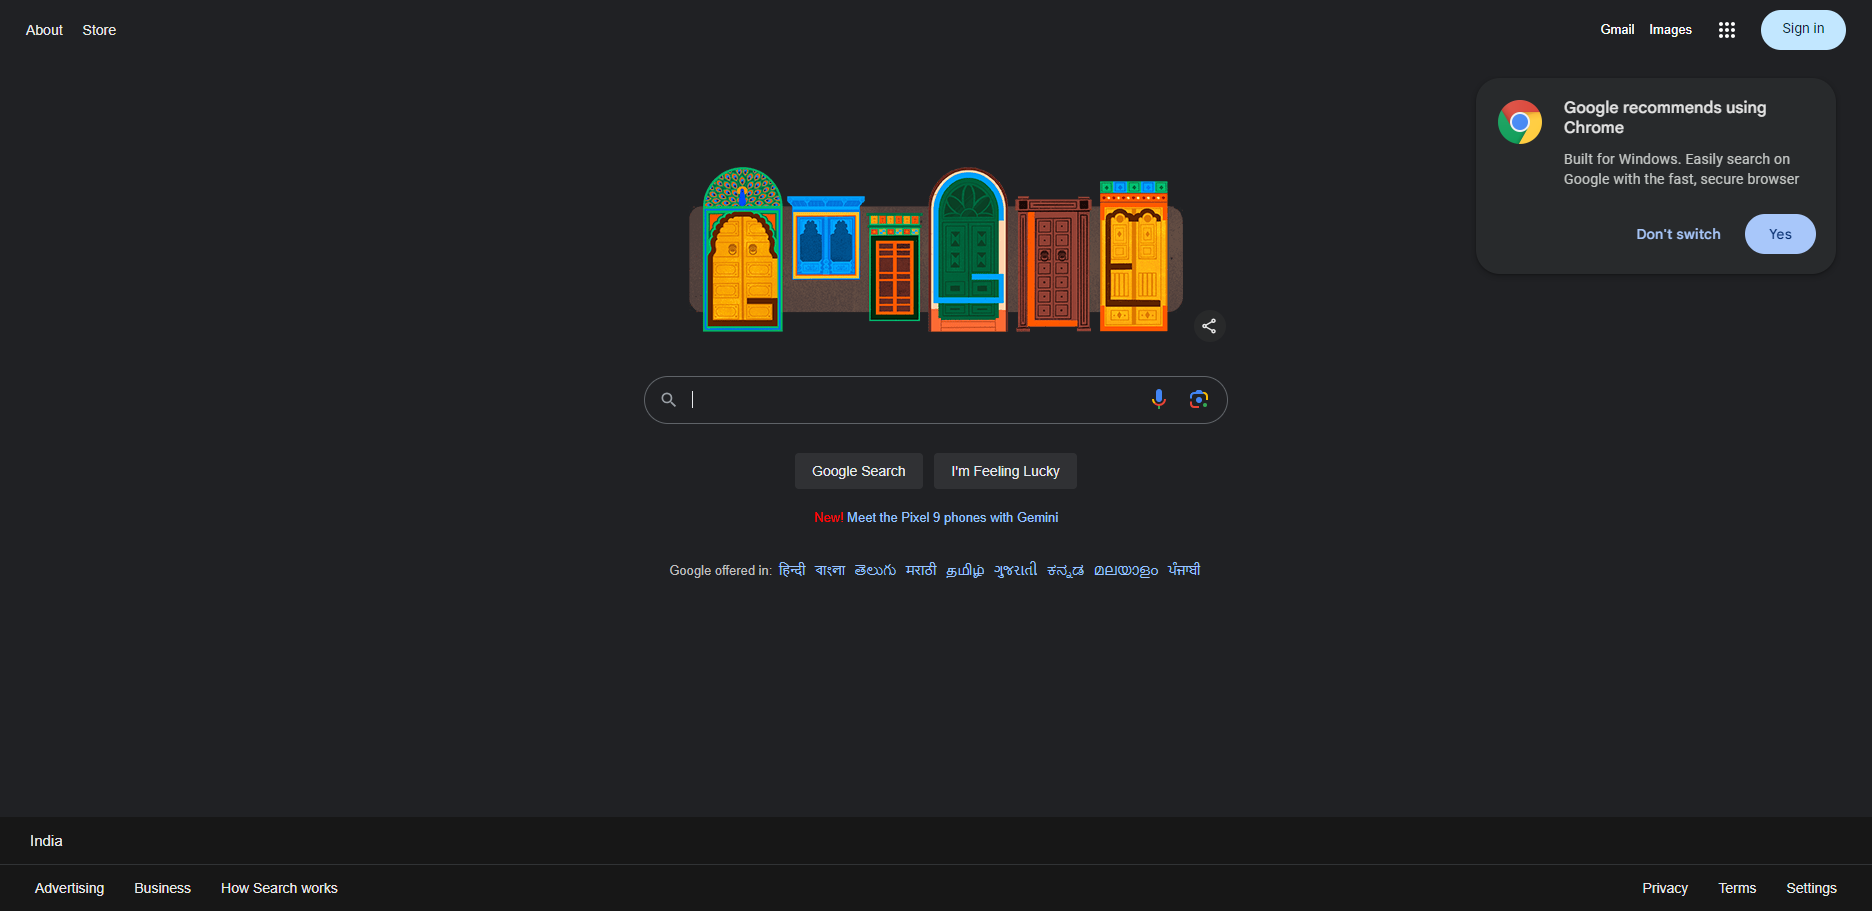 About Store
Gmail Images Sign in
Google recommends using
Chrome
Built for Windows. Easily search on
Google with the fast, secure browser
Don't switch Yes
Google Search I'm Feeling Lucky
New! Meet the Pixel 9 phones with Gemini
Google offered in: हिन्दी বাংলা తెలుగు मराठी தமிழ் ગુજરાતી ಕನ್ನಡ മലയാളം ਪੰਜਾਬੀ
India
Advertising Business How Search works
Privacy Terms Settings